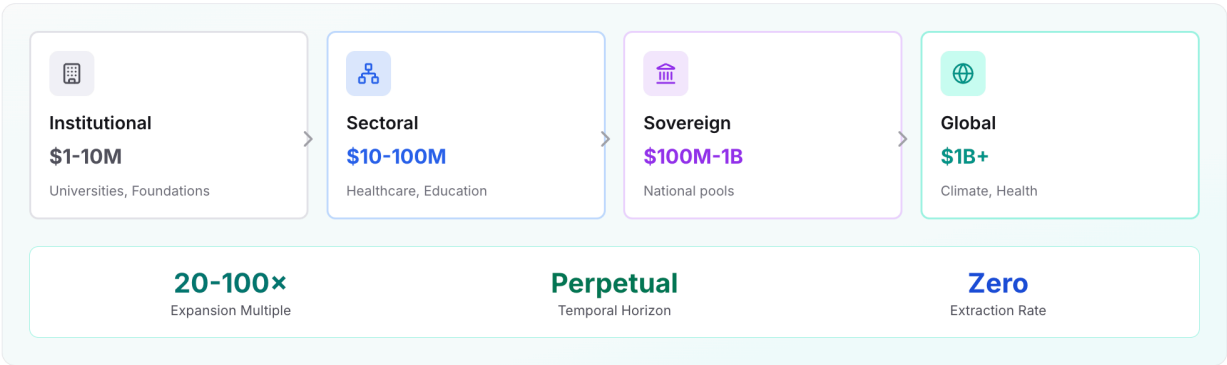 Institutional
$1-10M
Universities, Foundations
Sectoral
$10-100M
Healthcare, Education
Sovereign
$100M-1B
National pools
Global
$1B+
Climate, Health
20-100×
Expansion Multiple
Perpetual
Temporal Horizon
Zero
Extraction Rate